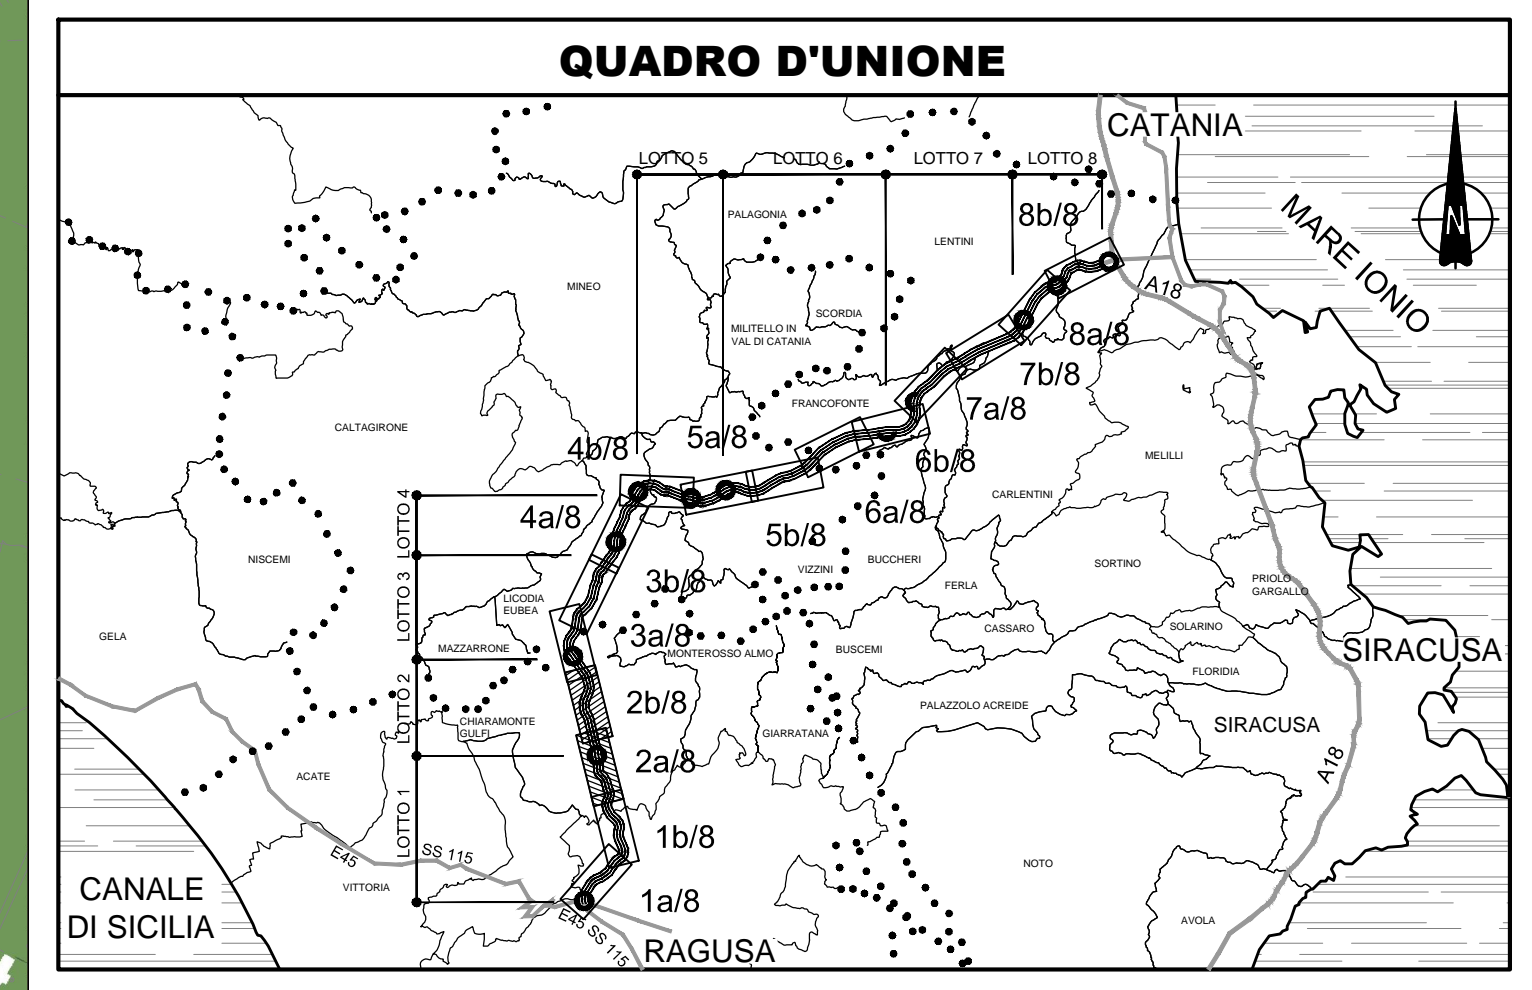 QUADRO D'UNIONE
CATANIA
LOTTO 5
LOTTO 6
LOTTO 7
LOTTO 8
PALAGONIA
8b/8
LENTINI
N
MARE IONIO
MINEO
A18
SCORDIA
MILITELLO IN
VAL DI CATANIA
8a/8
7b/8
FRANCOFONTE
7a/8
CALTAGIRONE
5a/8
4b/8
6b/8
MELILLI
CARLENTINI
LOTTO 4
4a/8
6a/8
5b/8
NISCEMI
VIZZINI
BUCCHERI
SORTINO
FERLA
PRIOLO
GARGALLO
3b/8
LOTTO 3
LICODIA
EUBEA
GELA
3a/8
CASSARO
SOLARINO
MAZZARRONE
MONTEROSSO ALMO
BUSCEMI
SIRACUSA
FLORIDIA
2b/8
LOTTO 2
PALAZZOLO ACREIDE
CHIARAMONTE
GULFI
GIARRATANA
SIRACUSA
2a/8
A18
ACATE
LOTTO 1
1b/8
E45
SS 115
NOTO
VITTORIA
CANALE
DI SICILIA
1a/8
E45 SS 115
AVOLA
RAGUSA